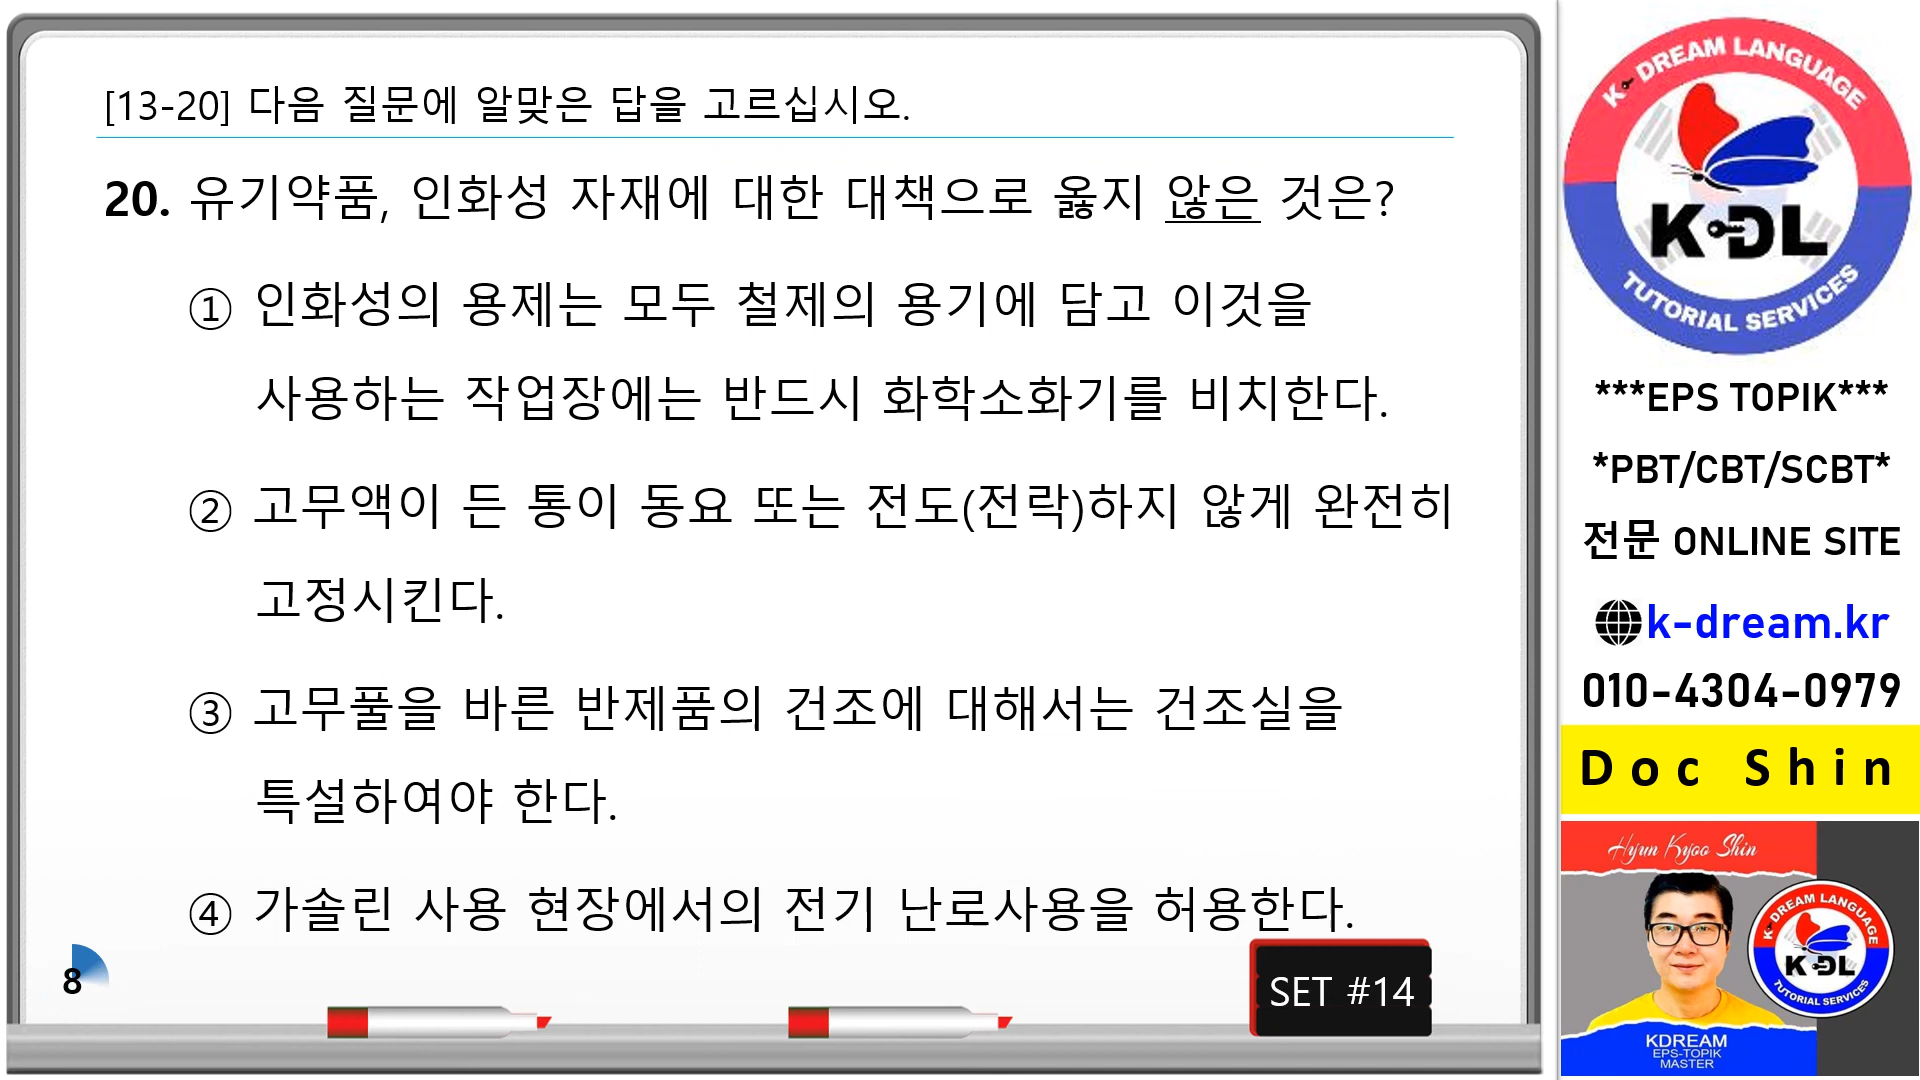 [13-20] 다음 질문에 알맞은 답을 고르십시오.
20. 유기약품, 인화성 자재에 대한 대책으로 옳지 않은 것은?
① 인화성의 용제는 모두 철제의 용기에 담고 이것을
사용하는 작업장에는 반드시 화학소화기를 비치한다.
② 고무액이 든 통이 동요 또는 전도(전락)하지 않게 완전히
고정시킨다.
③ 고무풀을 바른 반제품의 건조에 대해서는 건조실을
특설하여야 한다.
④ 가솔린 사용 현장에서의 전기 난로사용을 허용한다.
8
SET #14
K DREAM LANGUAGE
K DL
TUTORIAL SERVICES
***EPS TOPIK***
*PBT/CBT/SCBT*
전문 ONLINE SITE
k-dream.kr
010-4304-0979
Doc Shin
Hyun Kyoo Shin
K DREAM LANGUAGE
K DL
TUTORIAL SERVICES
KDREAM
EPS-TOPIK
MASTER